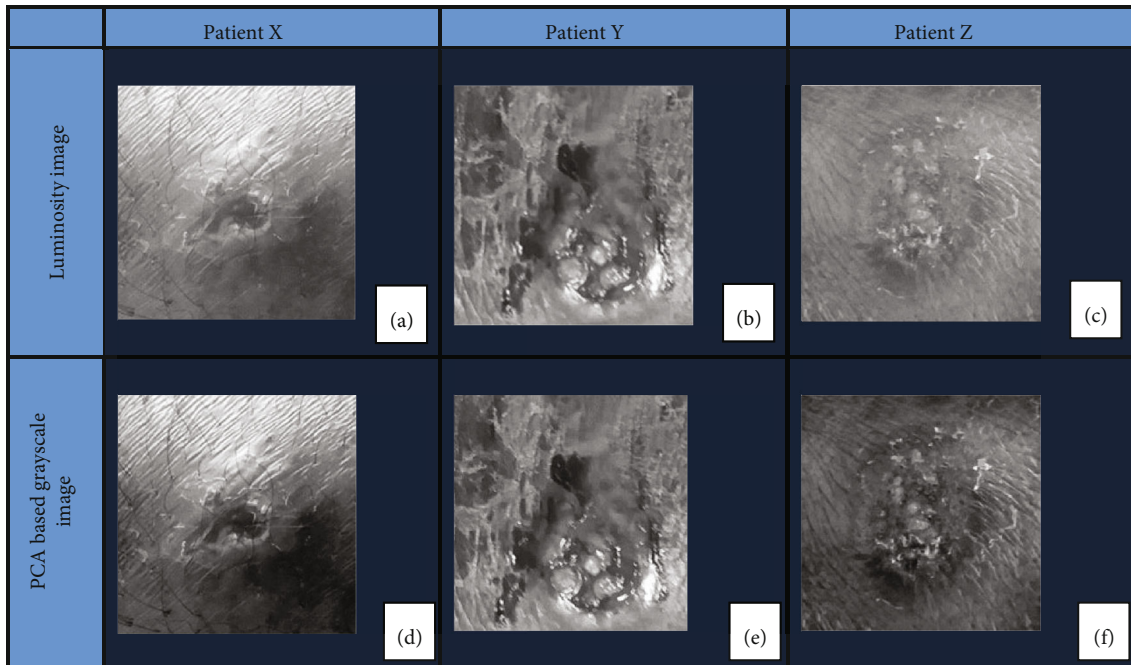 Patient X
Patient Y
Patient Z
Luminosity image
(a)
(b)
(c)
PCA based grayscale
image
(d)
(e)
(f)